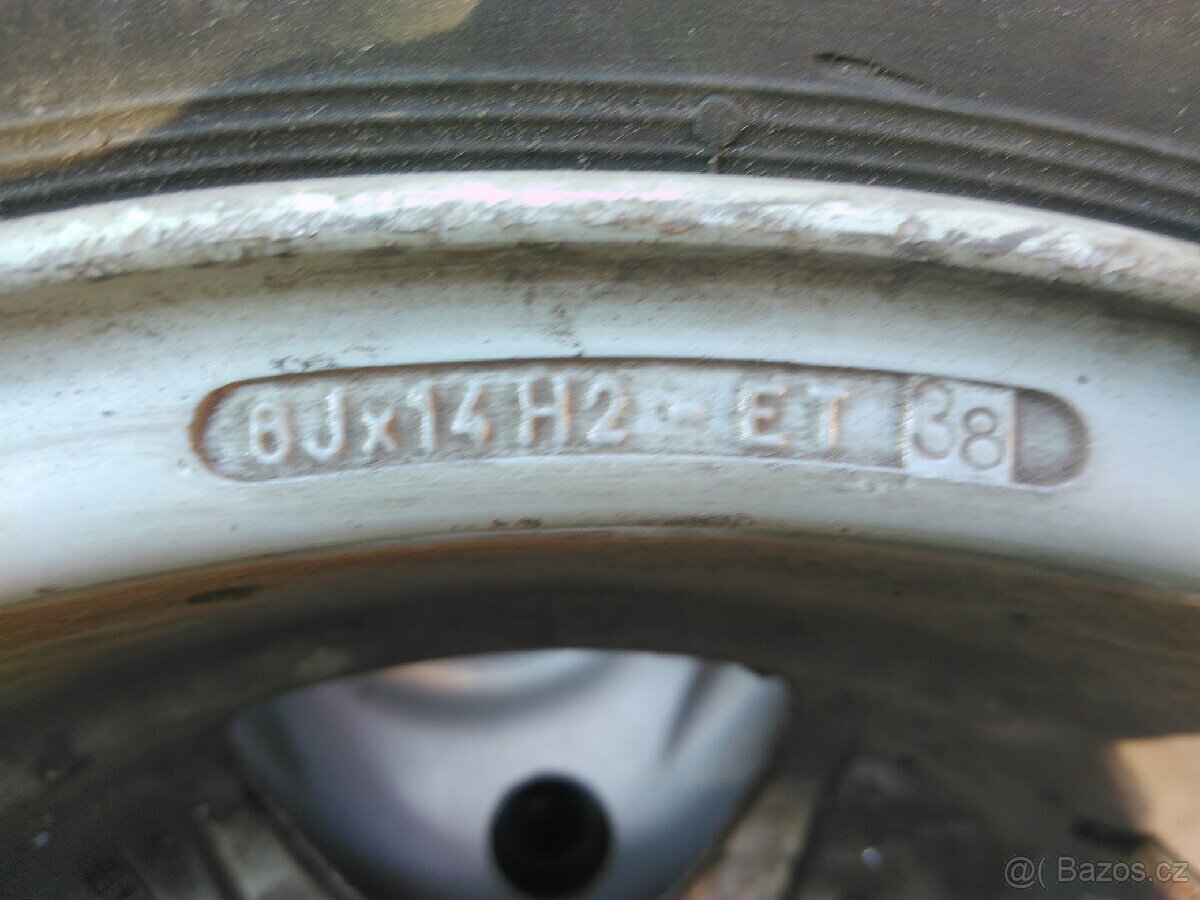 6Jx14H2 - ET 38
@( Bazos.cz